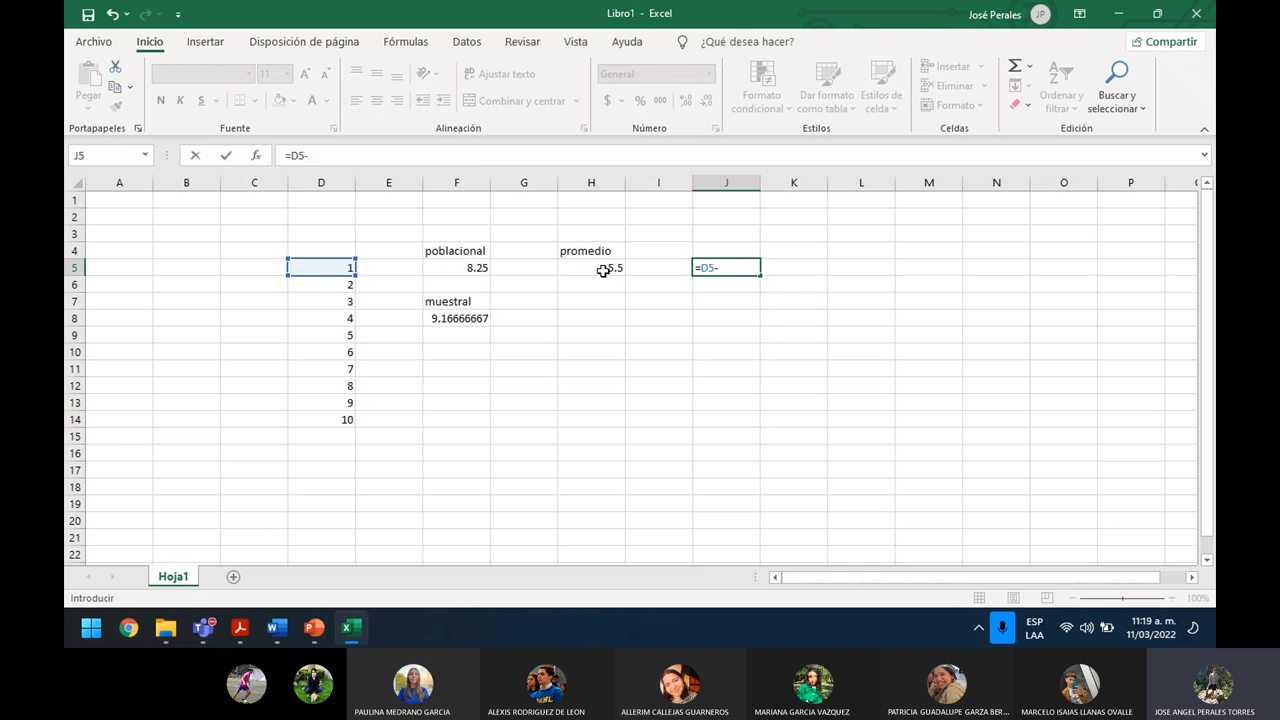 Libro1 - Excel
José Perales
JP
Archivo Inicio Insertar Disposición de página Fórmulas Datos Revisar Vista Ayuda ¿Qué desea hacer? Compartir
Pegar
11
N K S
Ajustar texto
Combinar y centrar
General
$ % 000
Formato condicional
Dar formato como tabla
Estilos de celda
Insertar
Eliminar
Formato
Ordenar y filtrar
Buscar y seleccionar
Portapapeles Fuente Alineación Número Estilos Celdas Edición
J5 fx =D5-
A B C D E F G H I J K L M N O P
1
2
3
4 poblacional promedio
5 1 8.25 5.5 =D5-
6 2
7 3 muestral
8 4 9.16666667
9 5
10 6
11 7
12 8
13 9
14 10
15
16
17
18
19
20
21
22
Hoja1
Introducir 100%
ESP
LAA
11:19 a. m.
11/03/2022
PAULINA MEDRANO GARCIA
ALEXIS RODRIGUEZ DE LEON
ALLERIM CALLEJAS GUARNEROS
MARIANA GARCIA VAZQUEZ
PATRICIA GUADALUPE GARZA BER...
MARCELO ISAIAS LLANAS OVALLE
JOSE ANGEL PERALES TORRES